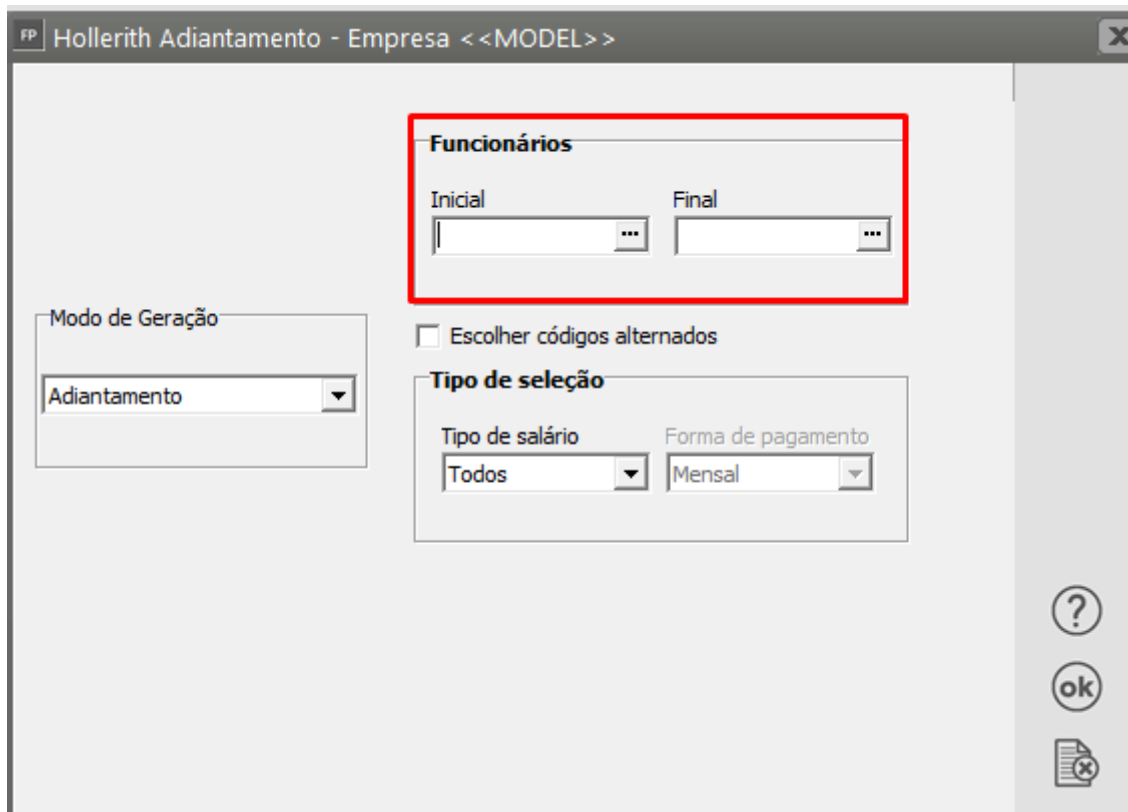 FP Hollerith Adiantamento - Empresa <<MODEL>>
Funcionários
Inicial Final
... ...
Modo de Geração
Adiantamento
Escolher códigos alternados
Tipo de seleção
Tipo de salário Forma de pagamento
Todos Mensal
?
ok